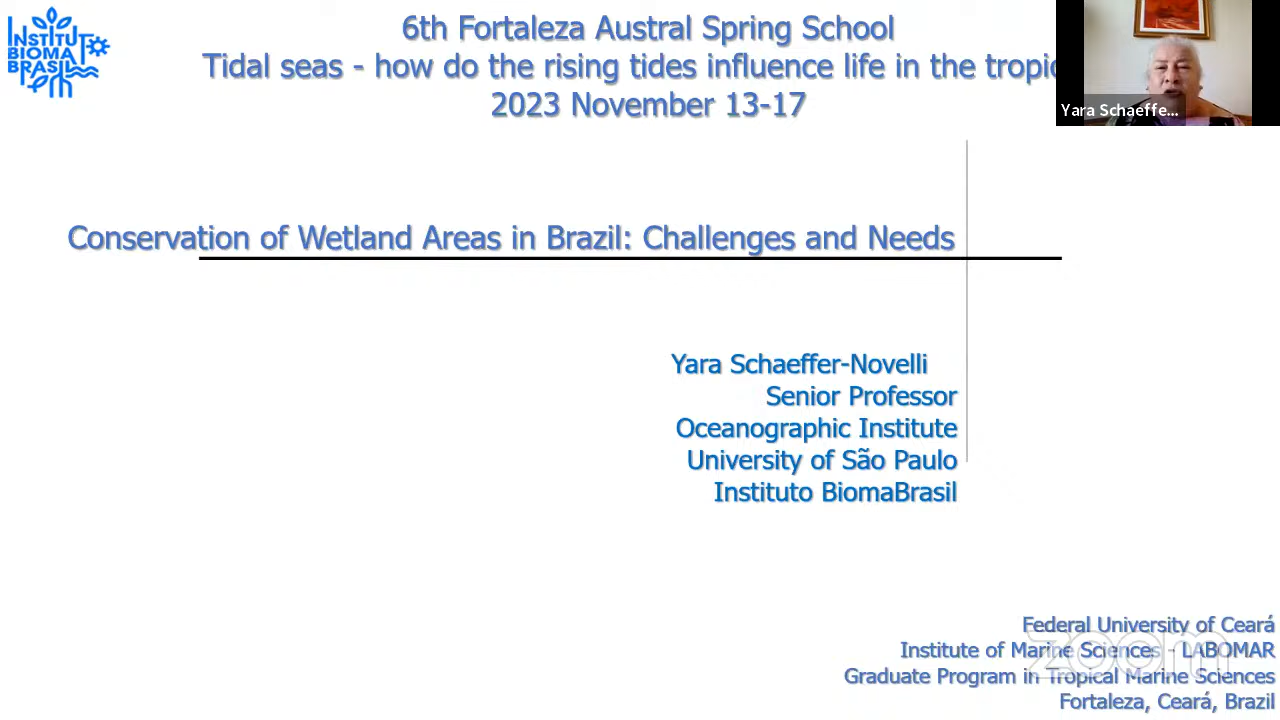 INSTITUTO
BIOMA
BRASIL
6th Fortaleza Austral Spring School
Tidal seas - how do the rising tides influence life in the tropic
2023 November 13-17
Yara Schaeffe...
Conservation of Wetland Areas in Brazil: Challenges and Needs
Yara Schaeffer-Novelli
Senior Professor
Oceanographic Institute
University of São Paulo
Instituto BiomaBrasil
Federal University of Ceará
Institute of Marine Sciences - LABOMAR
Graduate Program in Tropical Marine Sciences
Fortaleza, Ceará, Brazil
zoom